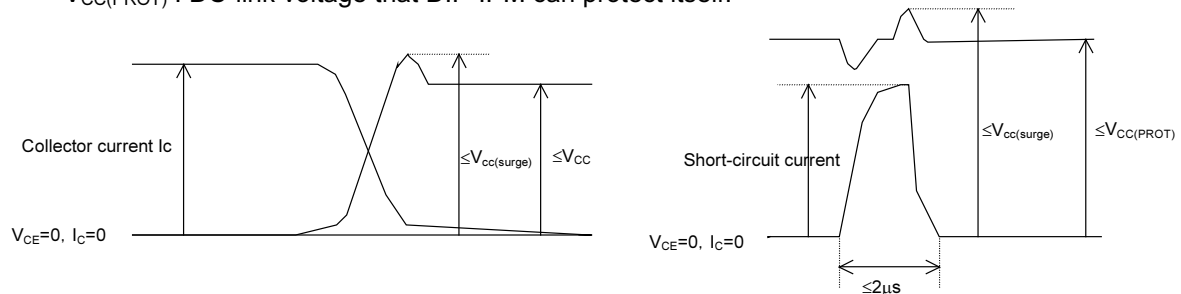 VCC(PROT) : DC-link voltage that DIP-IPM can protect itself.
Collector current Ic
≤Vcc(surge)
≤VCC
VCE=0, IC=0
Short-circuit current
≤Vcc(surge)
≤VCC(PROT)
VCE=0, IC=0
≤2μs